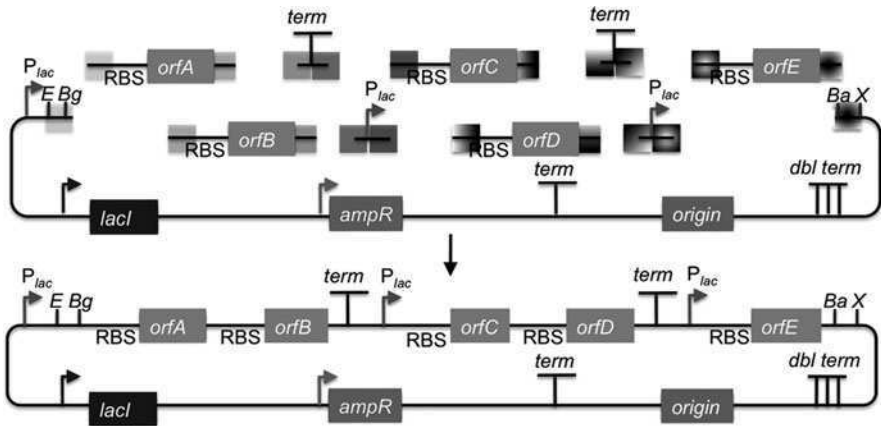 term term
P lac orfA orfC orfE
RBS RBS RBS
E Bg P lac P lac Ba X
orfB orfD
RBS RBS term dbl term
lacI ampR origin
P lac term P lac term P lac
E Bg Ba X
orfA orfB orfC orfD orfE
RBS RBS RBS RBS RBS
term dbl term
lacI ampR origin